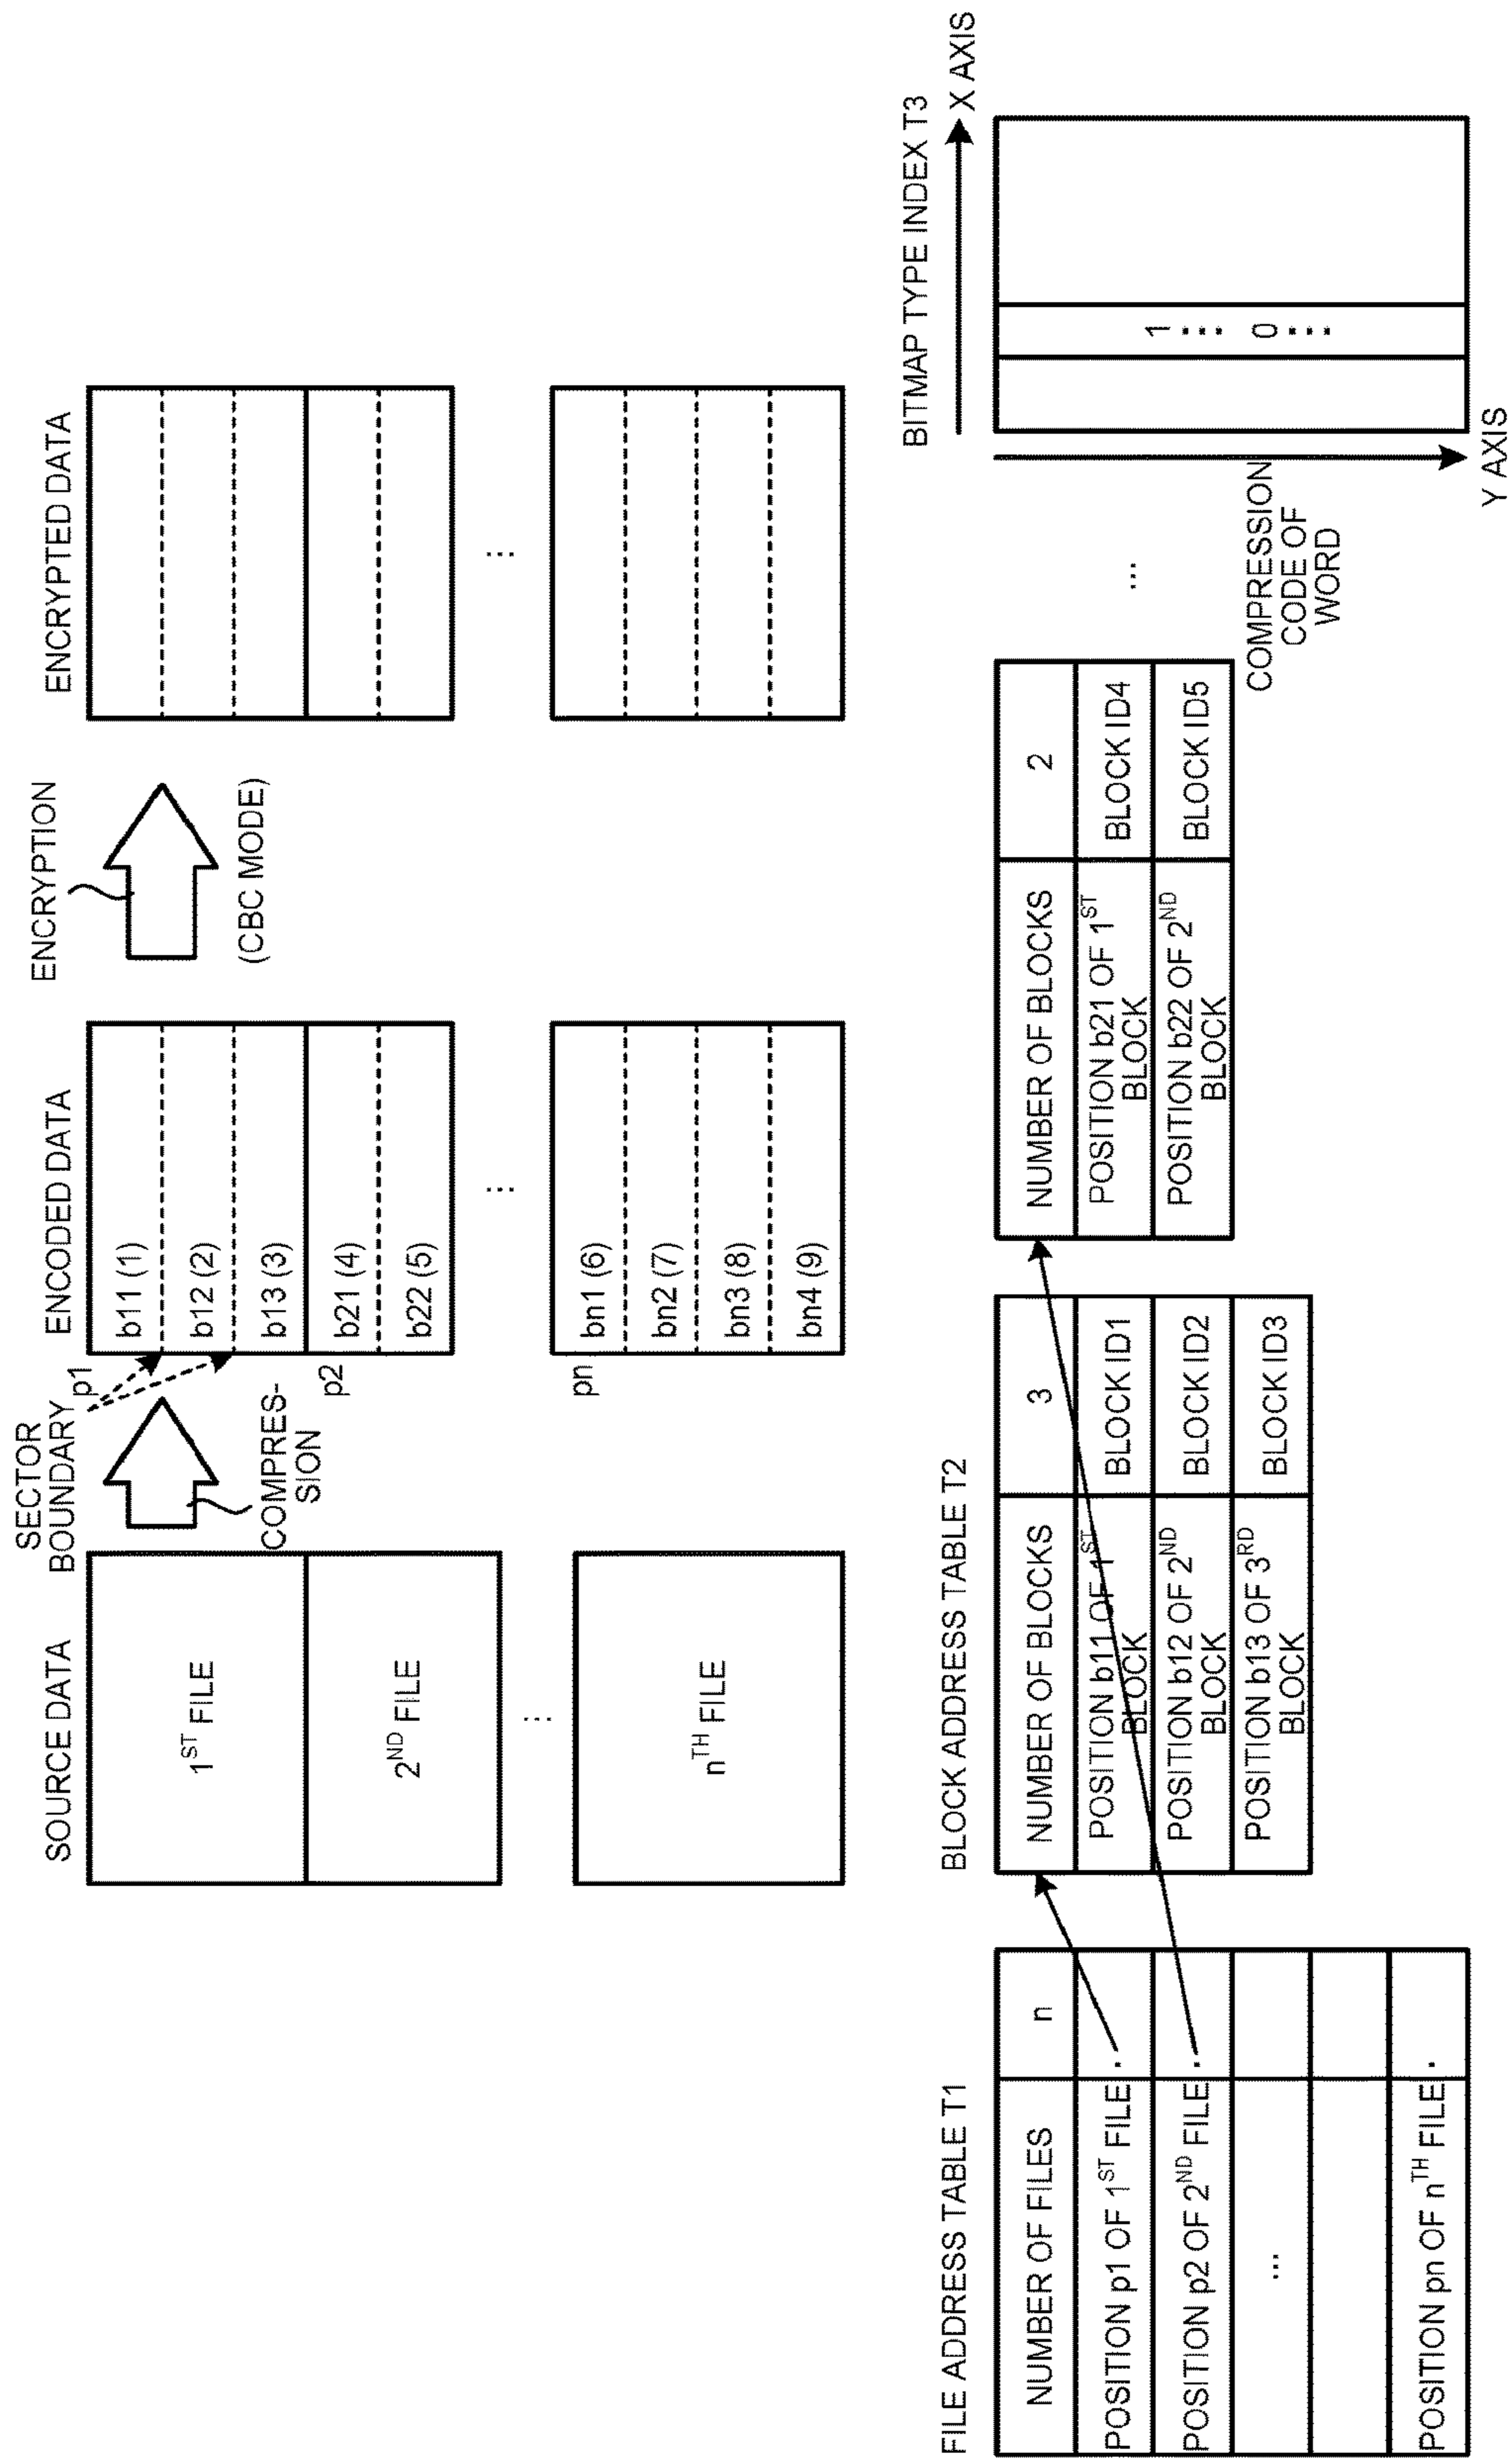 SOURCE DATA
1ST FILE
2ND FILE
...
nTH FILE
SECTOR
BOUNDARY
COMPRES-
SION
ENCODED DATA
p1
b11 (1)
b12 (2)
b13 (3)
p2
b21 (4)
b22 (5)
...
pn
bn1 (6)
bn2 (7)
bn3 (8)
bn4 (9)
ENCRYPTION
(CBC MODE)
ENCRYPTED DATA
...
FILE ADDRESS TABLE T1
NUMBER OF FILES n
POSITION p1 OF 1ST FILE
POSITION p2 OF 2ND FILE
...
POSITION pn OF nTH FILE
BLOCK ADDRESS TABLE T2
NUMBER OF BLOCKS 3
POSITION b11 OF 1ST
BLOCK
BLOCK ID1
POSITION b12 OF 2ND
BLOCK
BLOCK ID2
POSITION b13 OF 3RD
BLOCK
BLOCK ID3
NUMBER OF BLOCKS 2
POSITION b21 OF 1ST
BLOCK
BLOCK ID4
POSITION b22 OF 2ND
BLOCK
BLOCK ID5
...
BITMAP TYPE INDEX T3
X AXIS
COMPRESSION
CODE OF
WORD
1
...
0
...
Y AXIS